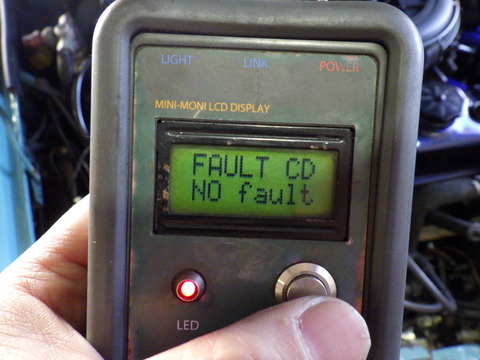 LIGHT LINK POWER
MINI-MONI LCD DISPLAY
FAULT CD
NO fault
LED